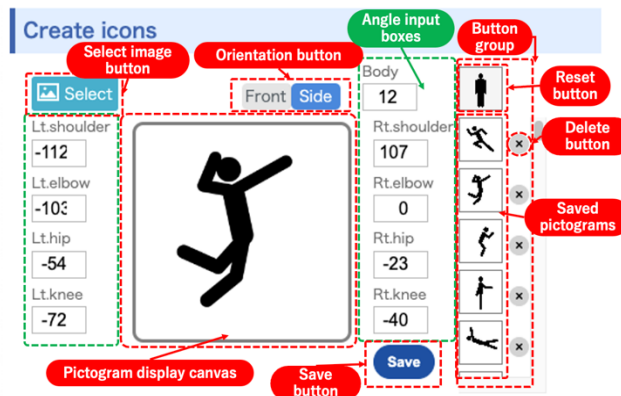 Create icons
Select image
button
Orientation button
Angle input
boxes
Button
group
Select
Front Side
Body
12
Reset
button
Lt.shoulder
-112
Rt.shoulder
107
Delete
button
×
Lt.elbow
-103
Rt.elbow
0
×
Saved
pictograms
Lt.hip
-54
Rt.hip
-23
×
Lt.knee
-72
Rt.knee
-40
×
×
Pictogram display canvas
Save
button
Save